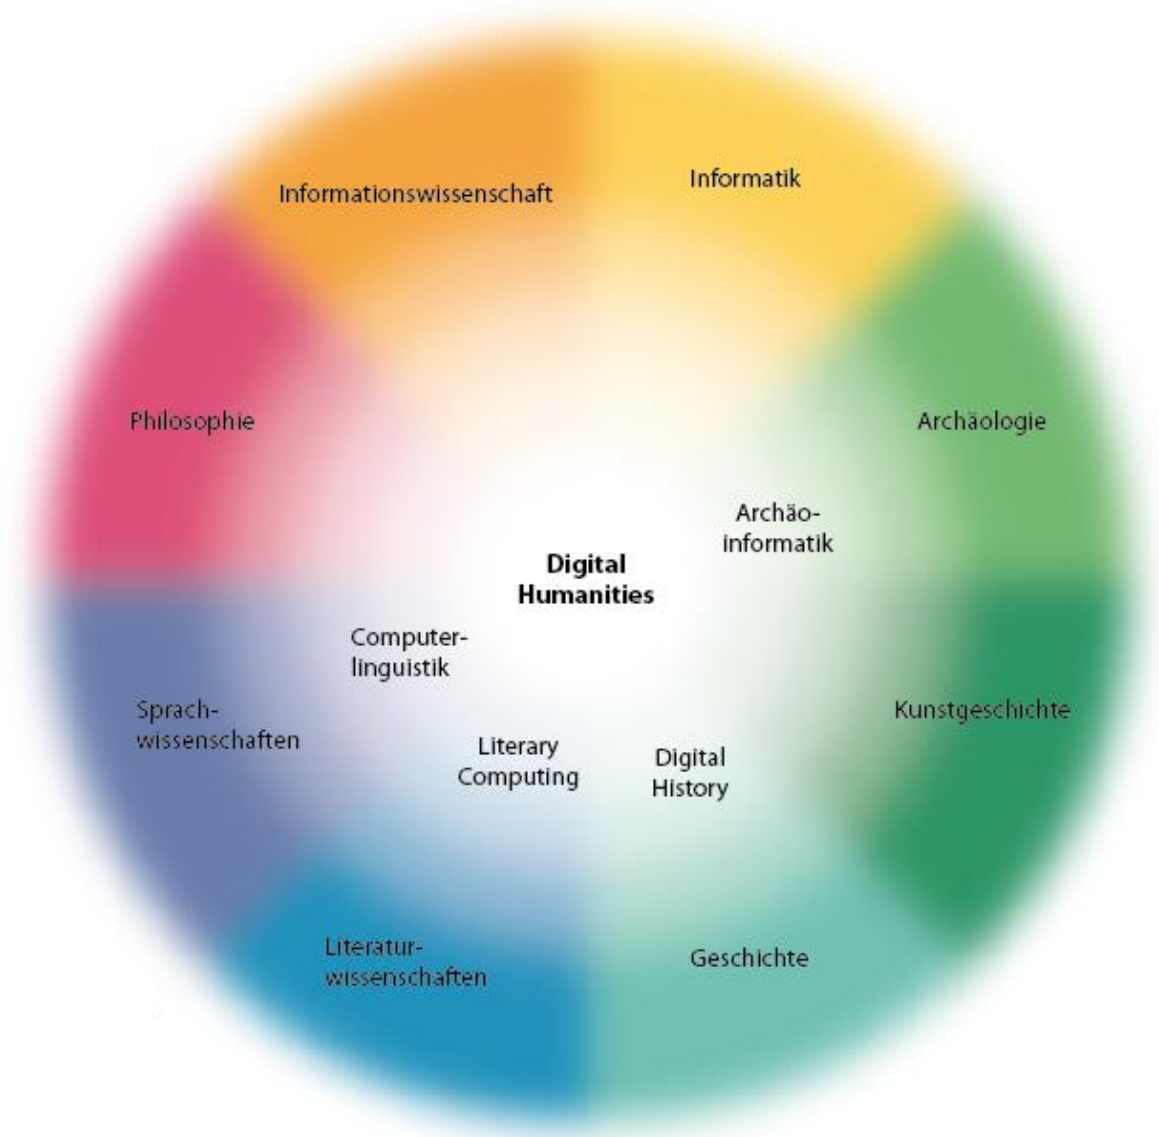 Informatik
Informationswissenschaft
Philosophie
Archäologie
Archäo-
informatik
Digital
Humanities
Computer-
linguistik
Sprach-
wissenschaften
Kunstgeschichte
Literary
Computing
Digital
History
Literatur-
wissenschaften
Geschichte